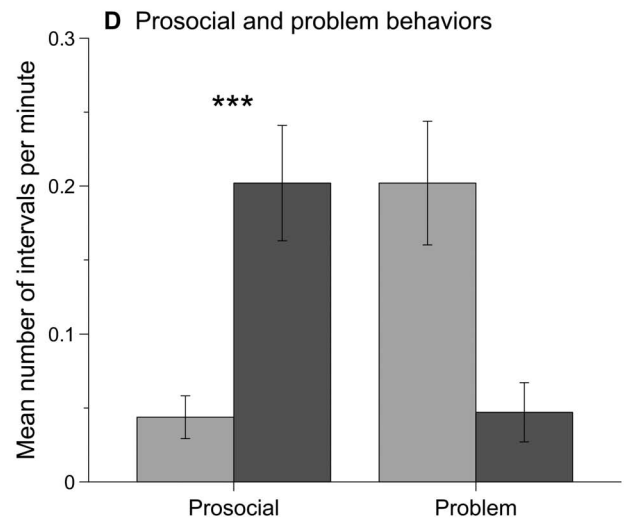 D Prosocial and problem behaviors
Mean number of intervals per minute
0.3
0.2
0.1
0
***
Prosocial
Problem